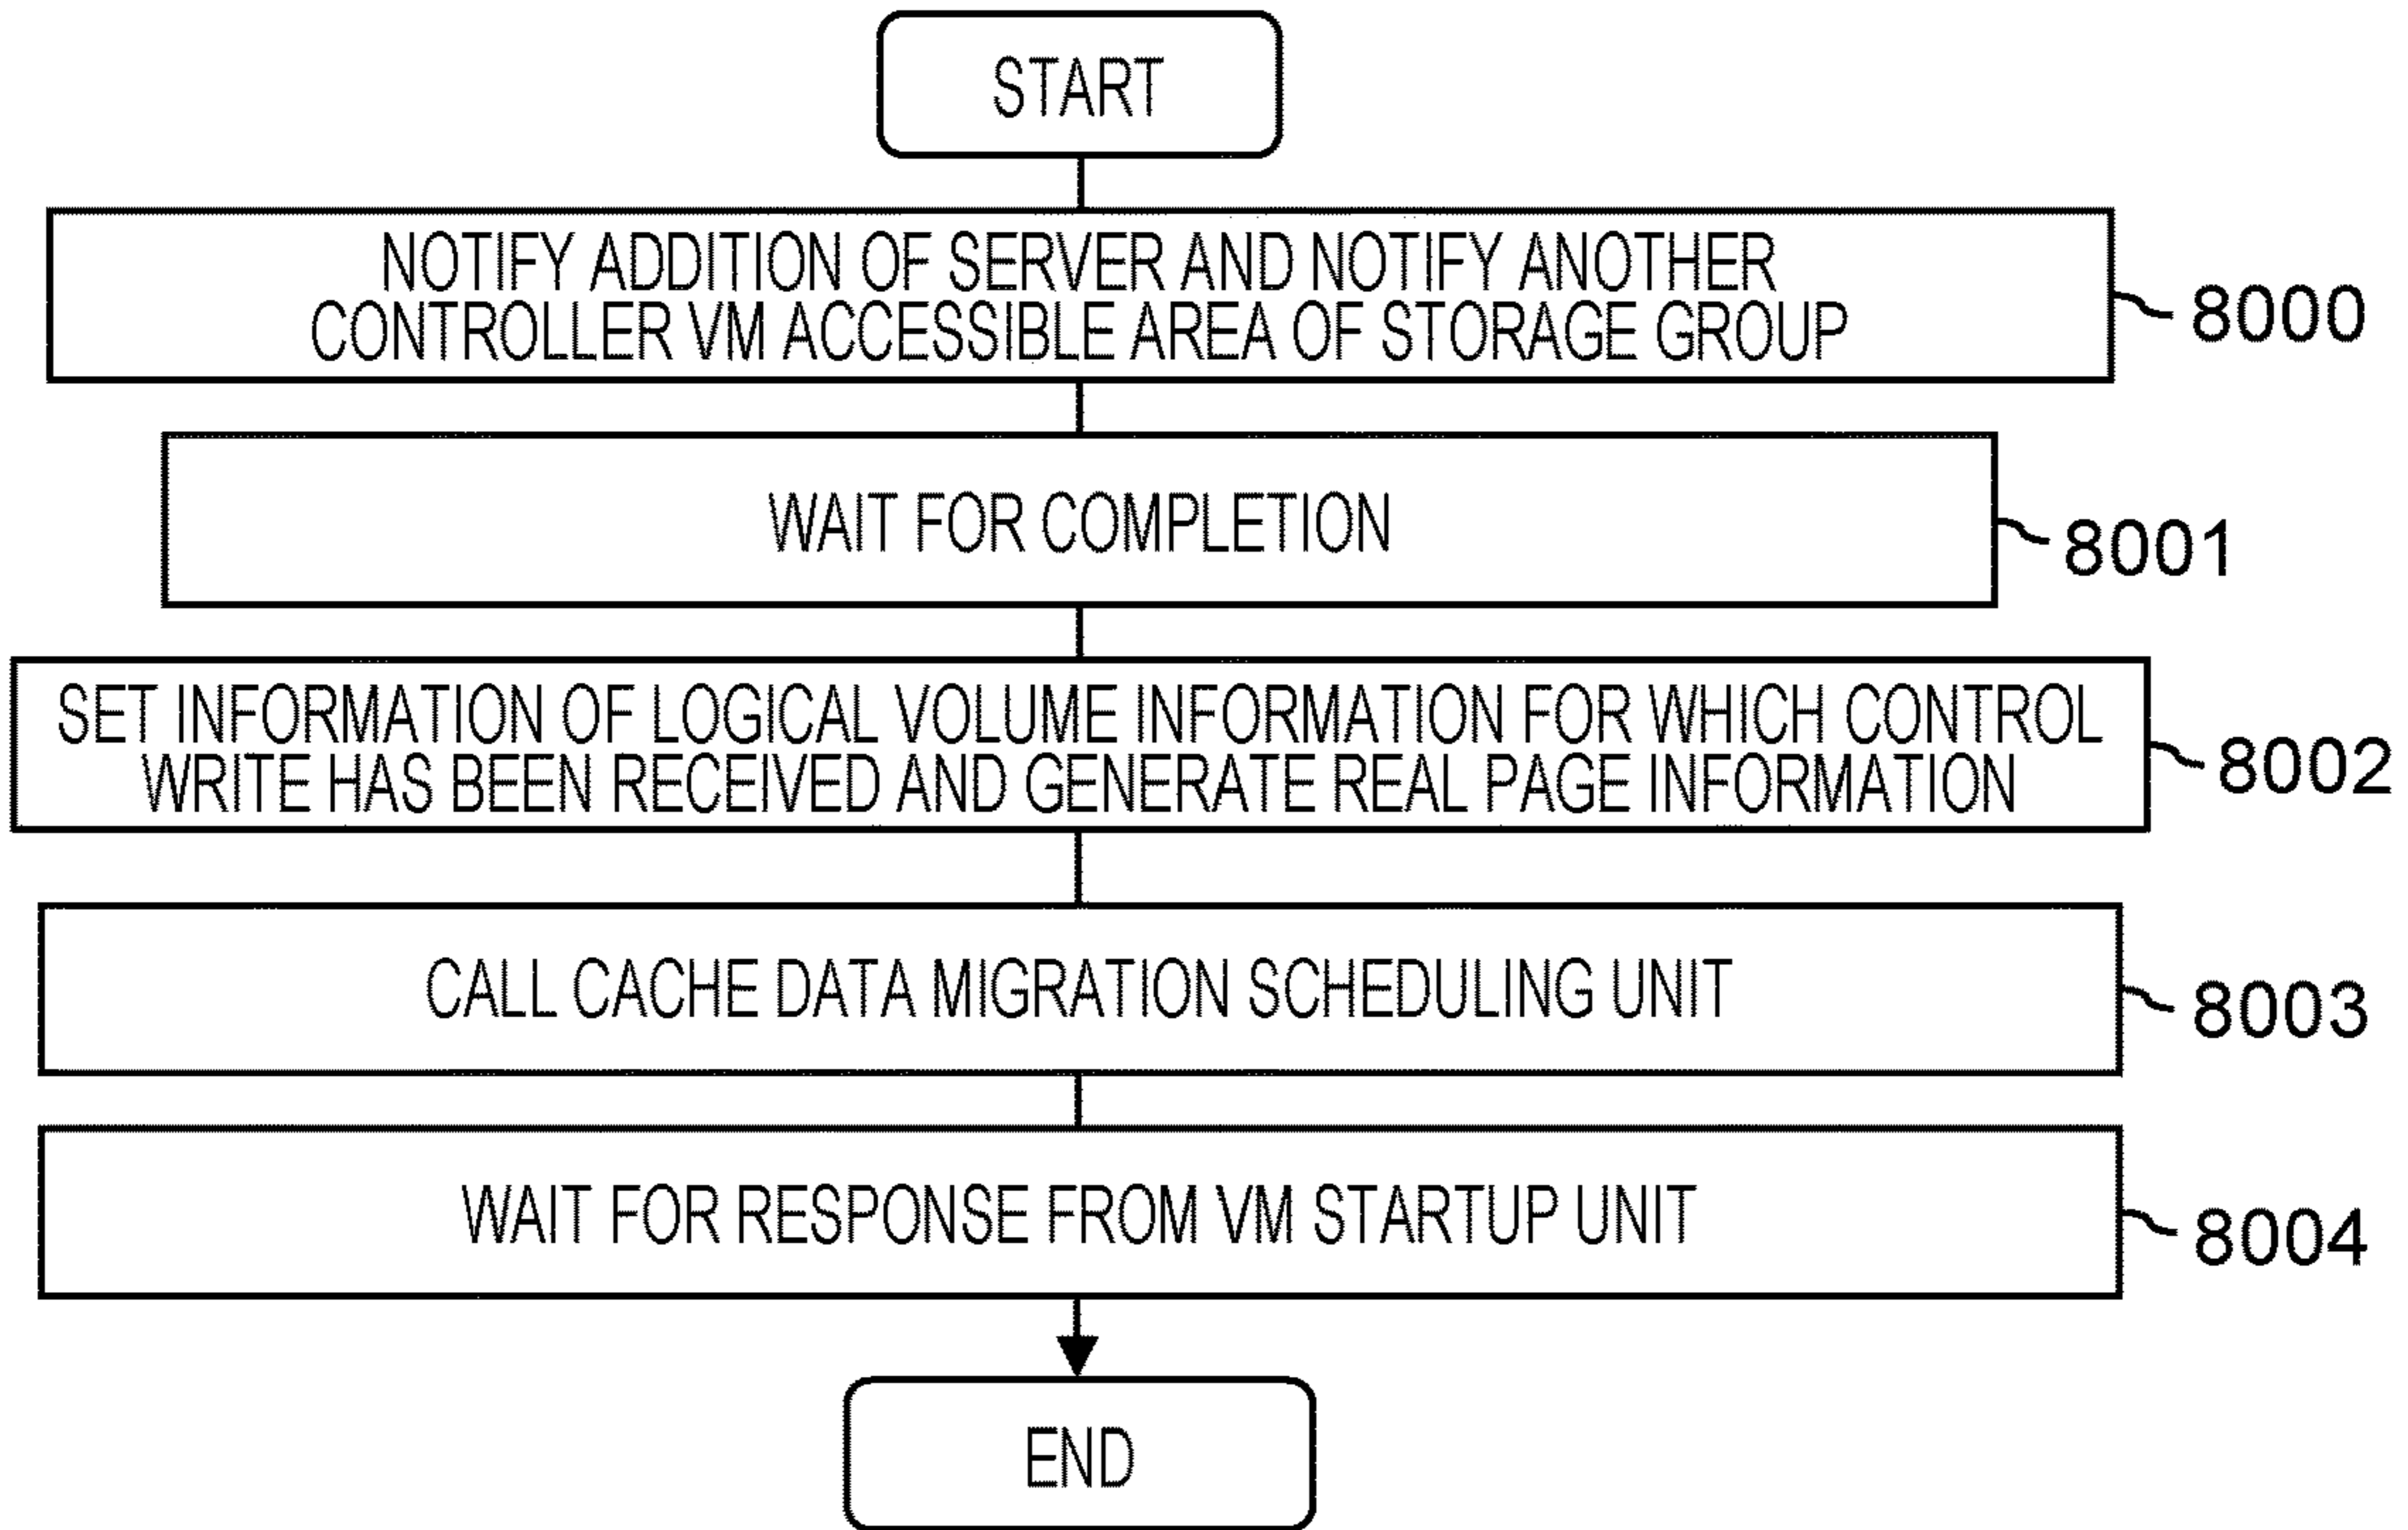 START
NOTIFY ADDITION OF SERVER AND NOTIFY ANOTHER
CONTROLLER VM ACCESSIBLE AREA OF STORAGE GROUP
8000
WAIT FOR COMPLETION
8001
SET INFORMATION OF LOGICAL VOLUME INFORMATION FOR WHICH CONTROL
WRITE HAS BEEN RECEIVED AND GENERATE REAL PAGE INFORMATION
8002
CALL CACHE DATA MIGRATION SCHEDULING UNIT
8003
WAIT FOR RESPONSE FROM VM STARTUP UNIT
8004
END